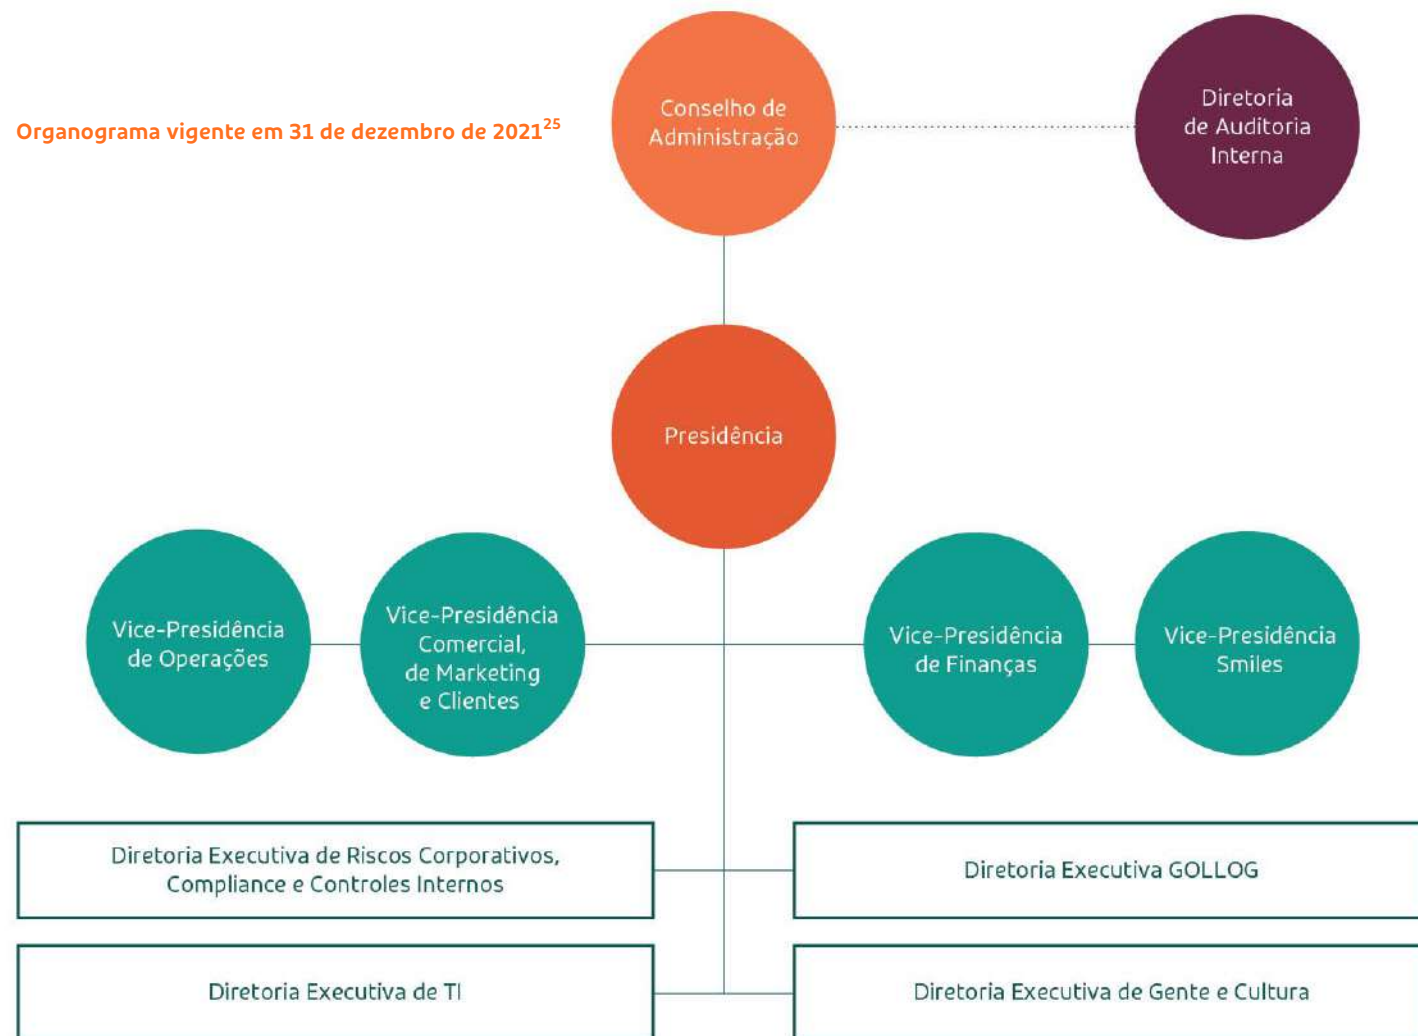 Organograma vigente em 31 de dezembro de 2021²⁵
Conselho de
Administração
Diretoria
de Auditoria
Interna
Presidência
Vice-Presidência
de Operações
Vice-Presidência
Comercial,
de Marketing
e Clientes
Vice-Presidência
de Finanças
Vice-Presidência
Smiles
Diretoria Executiva de Riscos Corporativos,
Compliance e Controles Internos
Diretoria Executiva GOLLOG
Diretoria Executiva de TI
Diretoria Executiva de Gente e Cultura